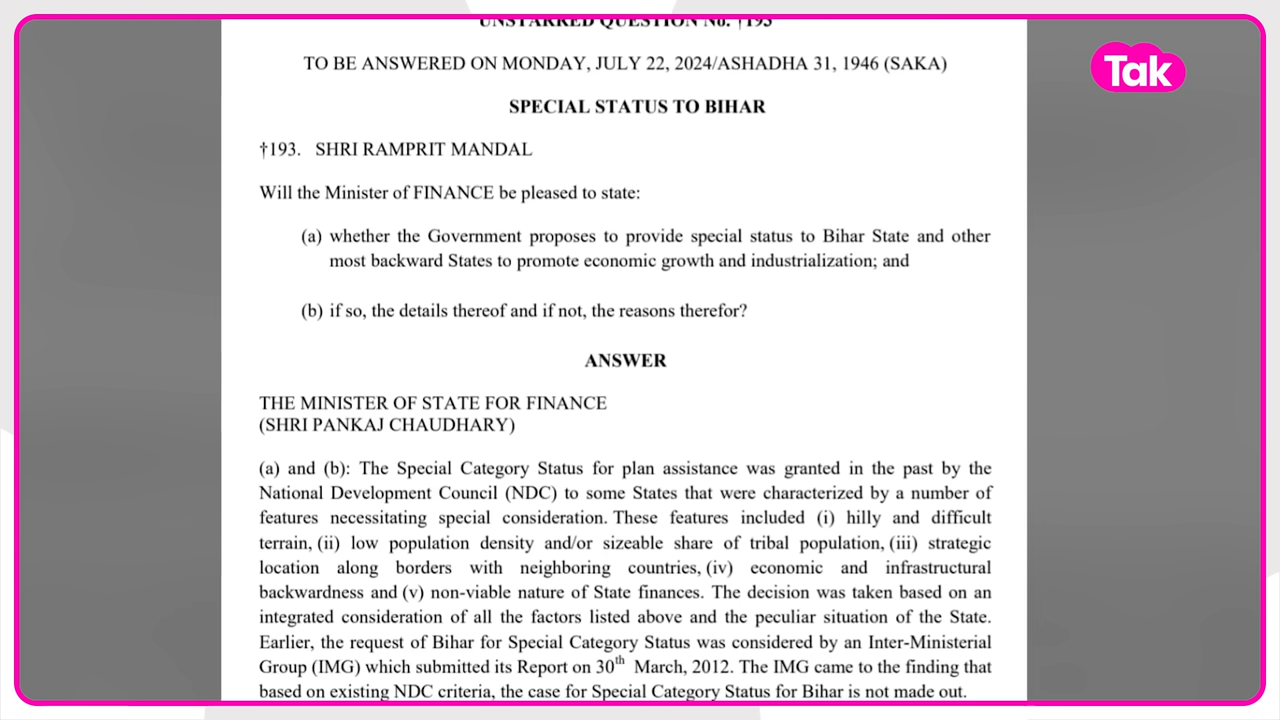 UNSTARRED QUESTION No. †193
Tak
TO BE ANSWERED ON MONDAY, JULY 22, 2024/ASHADHA 31, 1946 (SAKA)
SPECIAL STATUS TO BIHAR
†193. SHRI RAMPRIT MANDAL
Will the Minister of FINANCE be pleased to state:
(a) whether the Government proposes to provide special status to Bihar State and other
most backward States to promote economic growth and industrialization; and
(b) if so, the details thereof and if not, the reasons therefor?
ANSWER
THE MINISTER OF STATE FOR FINANCE
(SHRI PANKAJ CHAUDHARY)
(a) and (b): The Special Category Status for plan assistance was granted in the past by the
National Development Council (NDC) to some States that were characterized by a number of
features necessitating special consideration. These features included (i) hilly and difficult
terrain, (ii) low population density and/or sizeable share of tribal population, (iii) strategic
location along borders with neighboring countries, (iv) economic and infrastructural
backwardness and (v) non-viable nature of State finances. The decision was taken based on an
integrated consideration of all the factors listed above and the peculiar situation of the State.
Earlier, the request of Bihar for Special Category Status was considered by an Inter-Ministerial
Group (IMG) which submitted its Report on 30th March, 2012. The IMG came to the finding that
based on existing NDC criteria, the case for Special Category Status for Bihar is not made out.